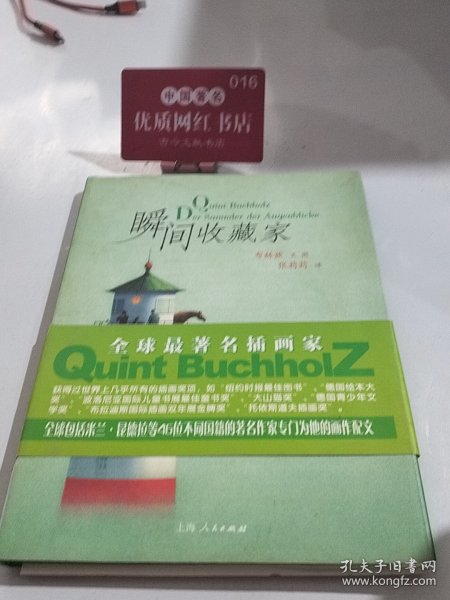 016
中国著名
优质网红书店
古今文献书店
Quint Buchholz
Der Sammler der Augenblicke
瞬间收藏家
布赫兹 文 图
张莉莉 译
全球最著名插画家
Quint BuchholZ
获得过世界上几乎所有的插画奖项，如“纽约时报最佳图书”、“德国绘本大
奖”、“波洛尼亚国际儿童书展最佳童书奖”、“大山猫奖”、“德国青少年文
学奖”、“布拉迪斯国际插画双年展金牌奖”、“托依斯道夫插画奖”。
全球包括米兰·昆德拉等46位不同国籍的著名作家专门为他的画作配文
上海人民出版社
孔夫子旧书网
www.kongfz.com